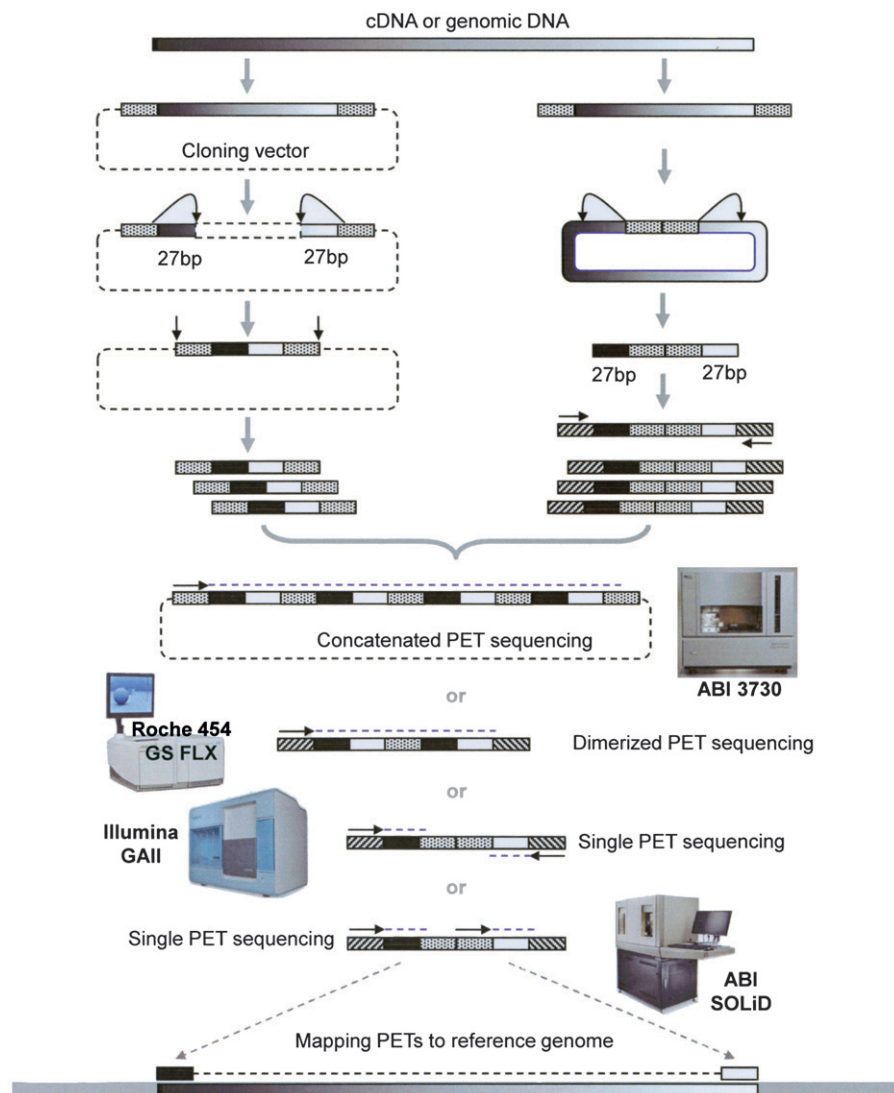 cDNA or genomic DNA
Cloning vector
27bp 27bp
27bp 27bp
Concatenated PET sequencing
ABI 3730
or
Roche 454
GS FLX
Dimerized PET sequencing
or
Illumina
GAII
Single PET sequencing
or
Single PET sequencing
ABI
SOLiD
Mapping PETs to reference genome